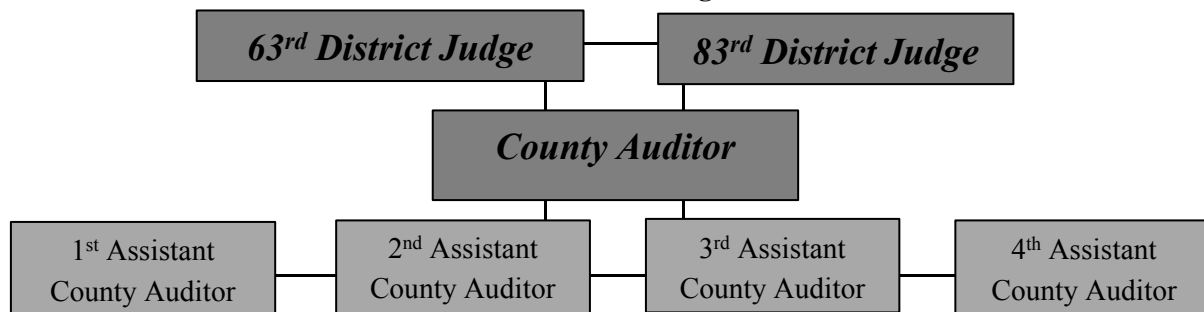 63rd District Judge
83rd District Judge
County Auditor
1st Assistant
County Auditor
2nd Assistant
County Auditor
3rd Assistant
County Auditor
4th Assistant
County Auditor